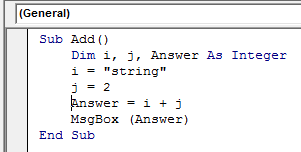 (General)
Sub Add()
Dim i, j, Answer As Integer
i = "string"
j = 2
Answer = i + j
MsgBox (Answer)
End Sub